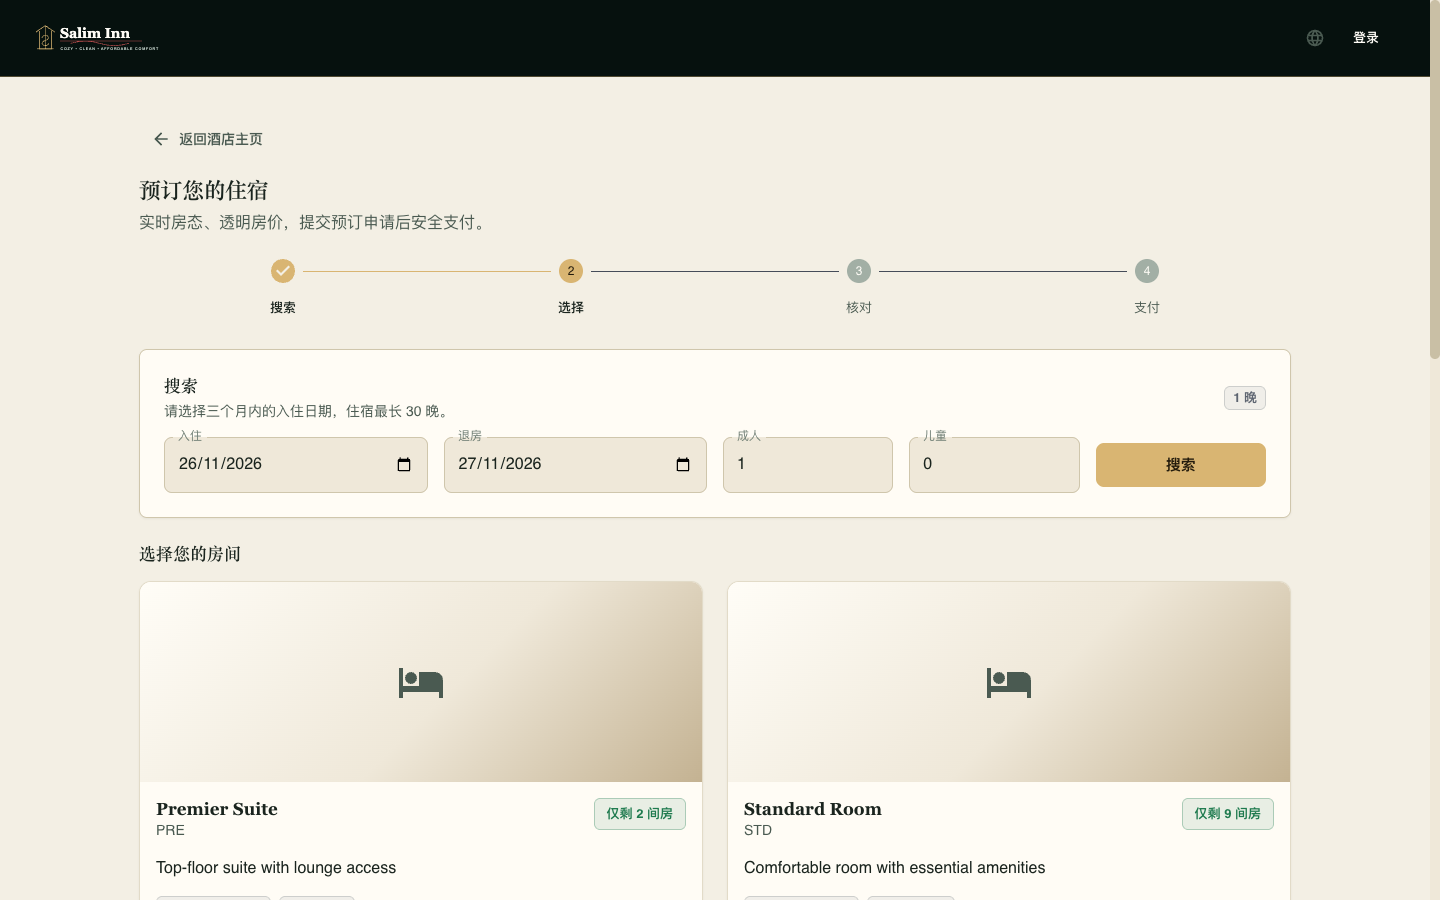 Salim Inn
COZY • CLEAN • AFFORDABLE COMFORT
登录
返回酒店主页
预订您的住宿
实时房态、透明房价，提交预订申请后安全支付。
2
3
4
搜索
选择
核对
支付
搜索
请选择三个月内的入住日期，住宿最长 30 晚。
1 晚
入住
退房
成人
儿童
26/11/2026
27/11/2026
1
0
搜索
选择您的房间
Premier Suite
仅剩 2 间房
PRE
Top-floor suite with lounge access
Standard Room
仅剩 9 间房
STD
Comfortable room with essential amenities